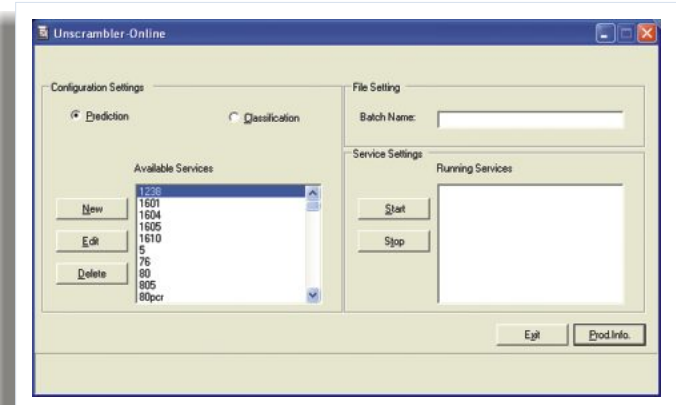 Unscrambler-Online
Configuration Settings
Prediction
Classification
Available Services
New
Edit
Delete
1238
1601
1604
1605
1610
5
76
80
805
80pcr
File Setting
Batch Name:
Service Settings
Running Services
Start
Stop
Exit
Prod.Info.